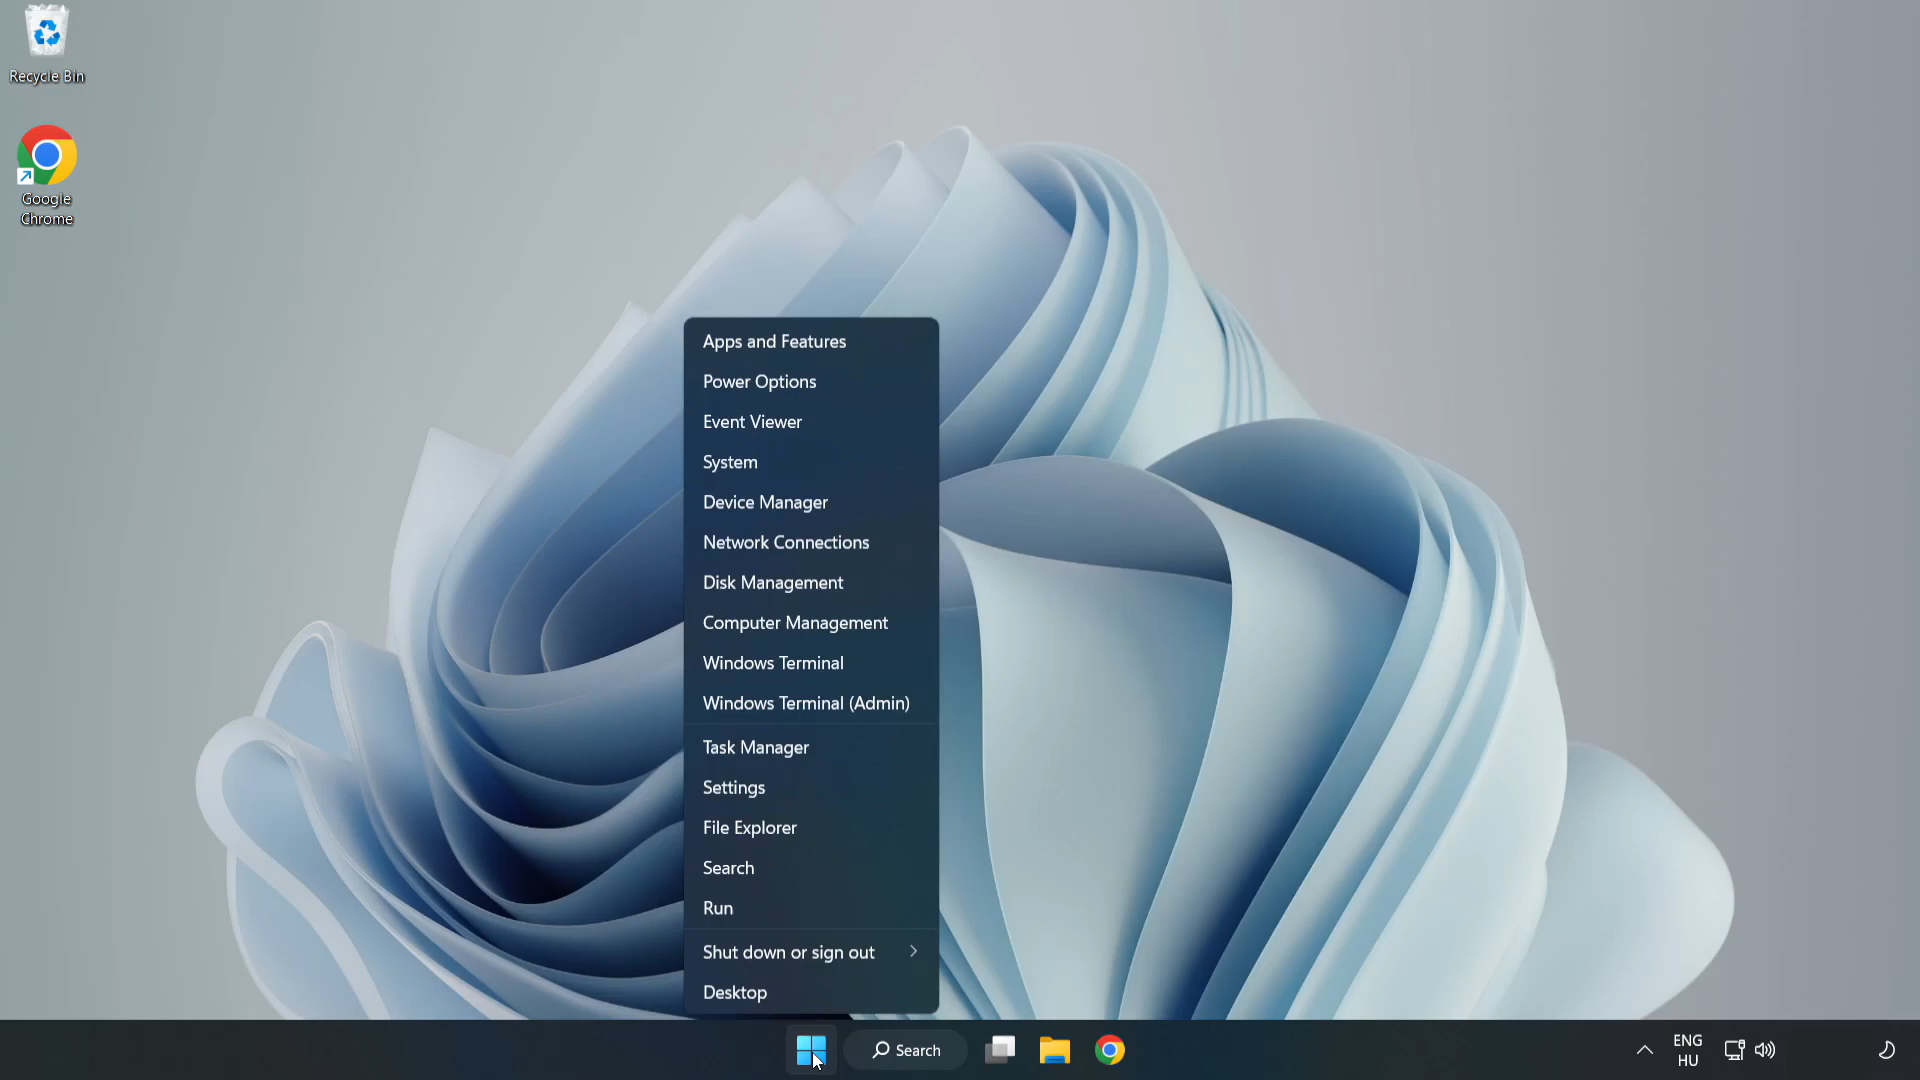 Recycle Bin
Google
Chrome
Apps and Features
Power Options
Event Viewer
System
Device Manager
Network Connections
Disk Management
Computer Management
Windows Terminal
Windows Terminal (Admin)
Task Manager
Settings
File Explorer
Search
Run
Shut down or sign out
Desktop
Search
ENG
HU